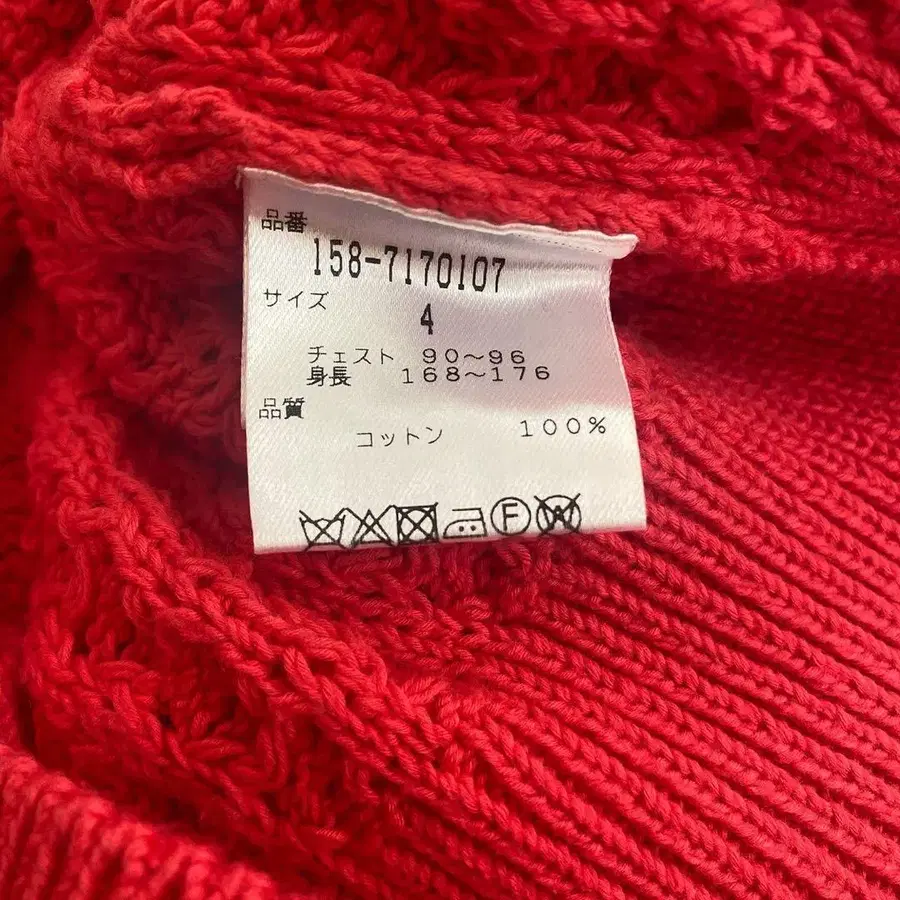 品番
158-7170107
サイズ
4
チェスト 90〜96
身長 168〜176
品質
コットン 100%
F W